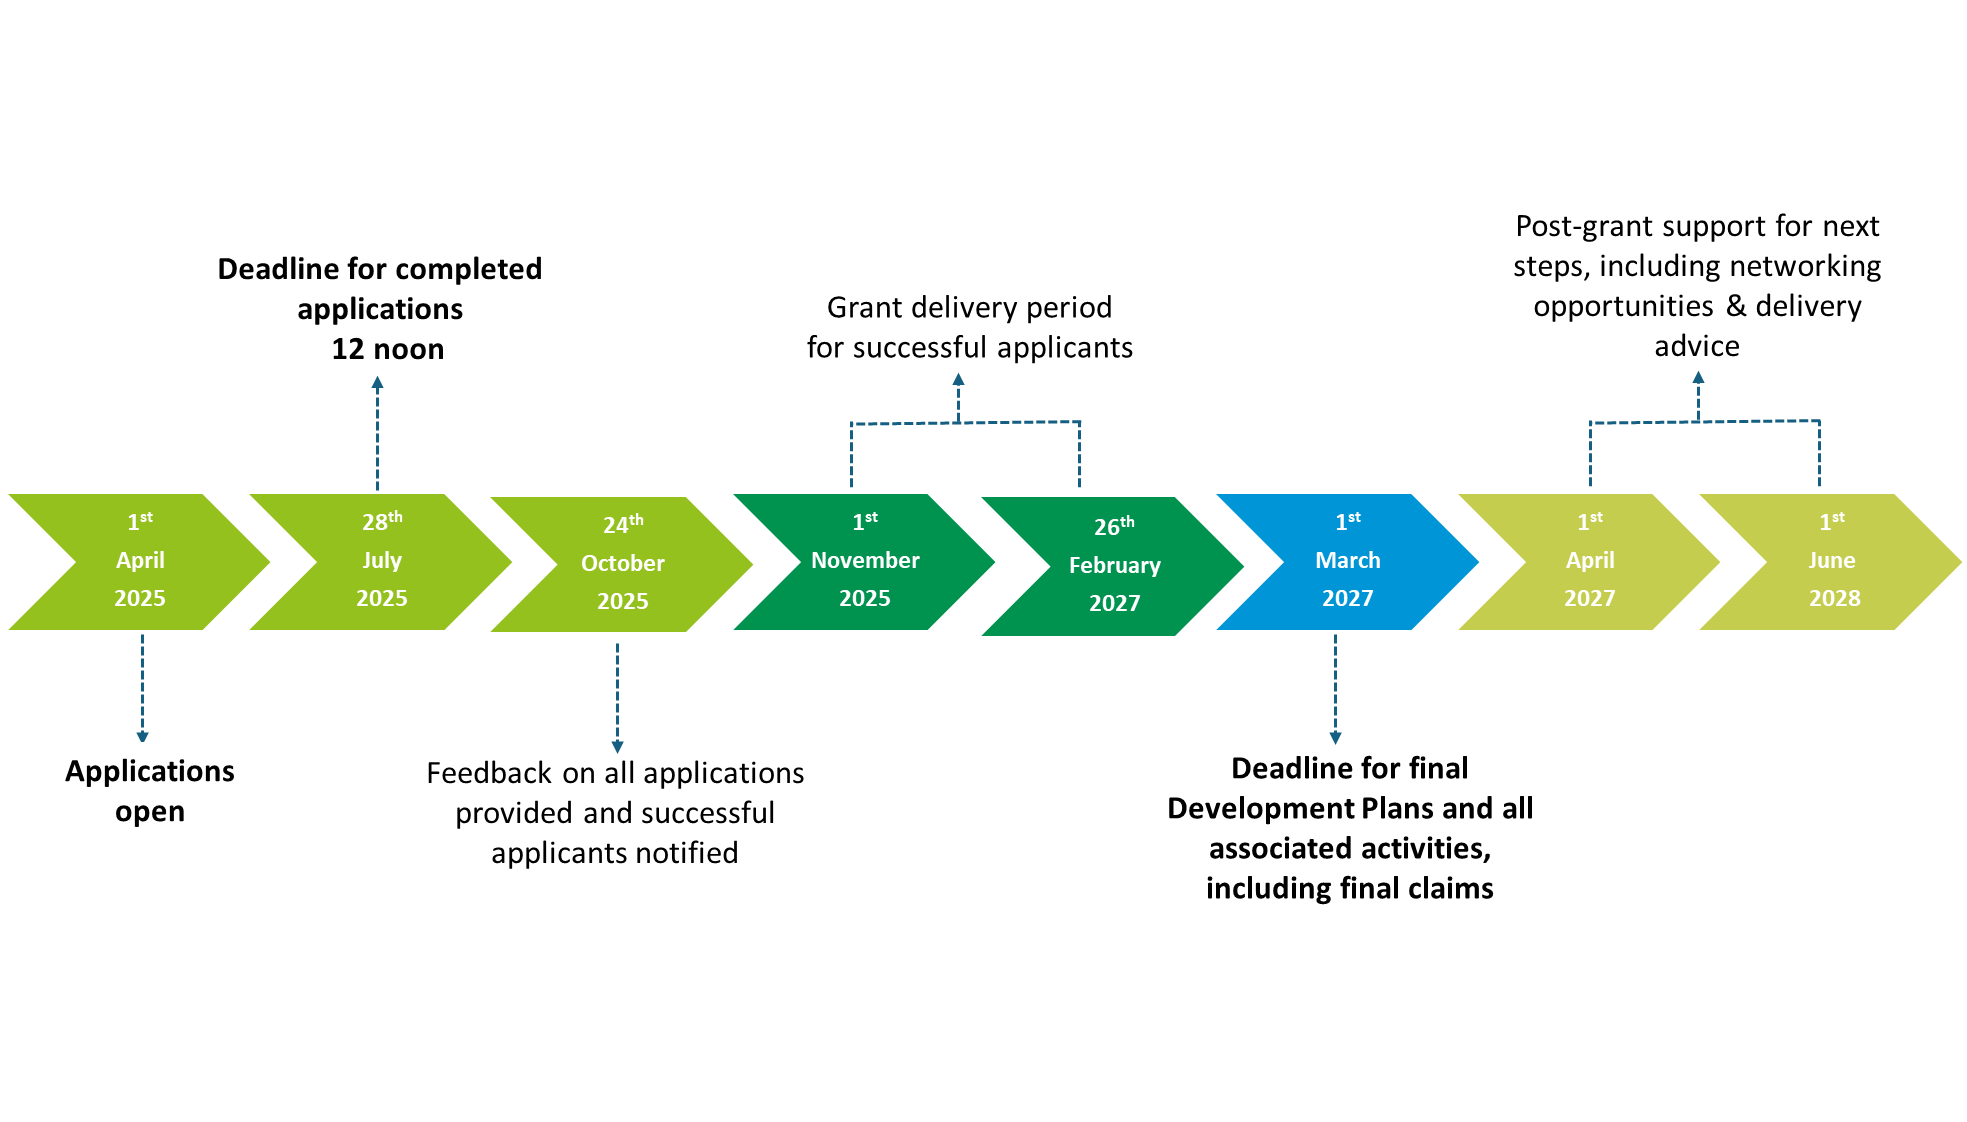 Post-grant support for next
steps, including networking
opportunities & delivery
advice
Deadline for completed
applications
12 noon
Grant delivery period
for successful applicants
1st
April
2025
28th
July
2025
24th
October
2025
1st
November
2025
26th
February
2027
1st
March
2027
1st
April
2027
1st
June
2028
Applications
open
Feedback on all applications
provided and successful
applicants notified
Deadline for final
Development Plans and all
associated activities,
including final claims